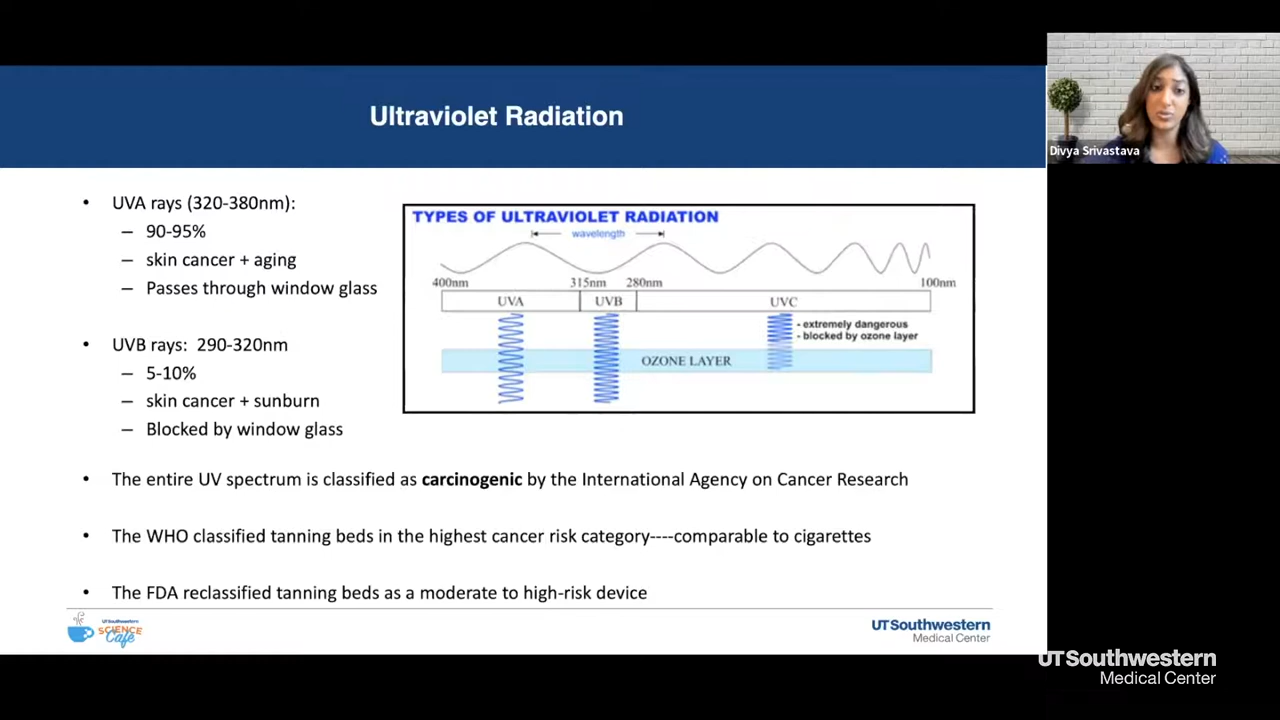 Ultraviolet Radiation
Divya Srivastava
• UVA rays (320-380nm):
– 90-95%
– skin cancer + aging
– Passes through window glass
• UVB rays: 290-320nm
– 5-10%
– skin cancer + sunburn
– Blocked by window glass
TYPES OF ULTRAVIOLET RADIATION
wavelength
400nm 315nm 280nm 100nm
UVA UVB UVC
- extremely dangerous
- blocked by ozone layer
OZONE LAYER
• The entire UV spectrum is classified as carcinogenic by the International Agency on Cancer Research
• The WHO classified tanning beds in the highest cancer risk category----comparable to cigarettes
• The FDA reclassified tanning beds as a moderate to high-risk device
UTSouthwestern
SCIENCE
Café
UTSouthwestern
Medical Center
UTSouthwestern
Medical Center